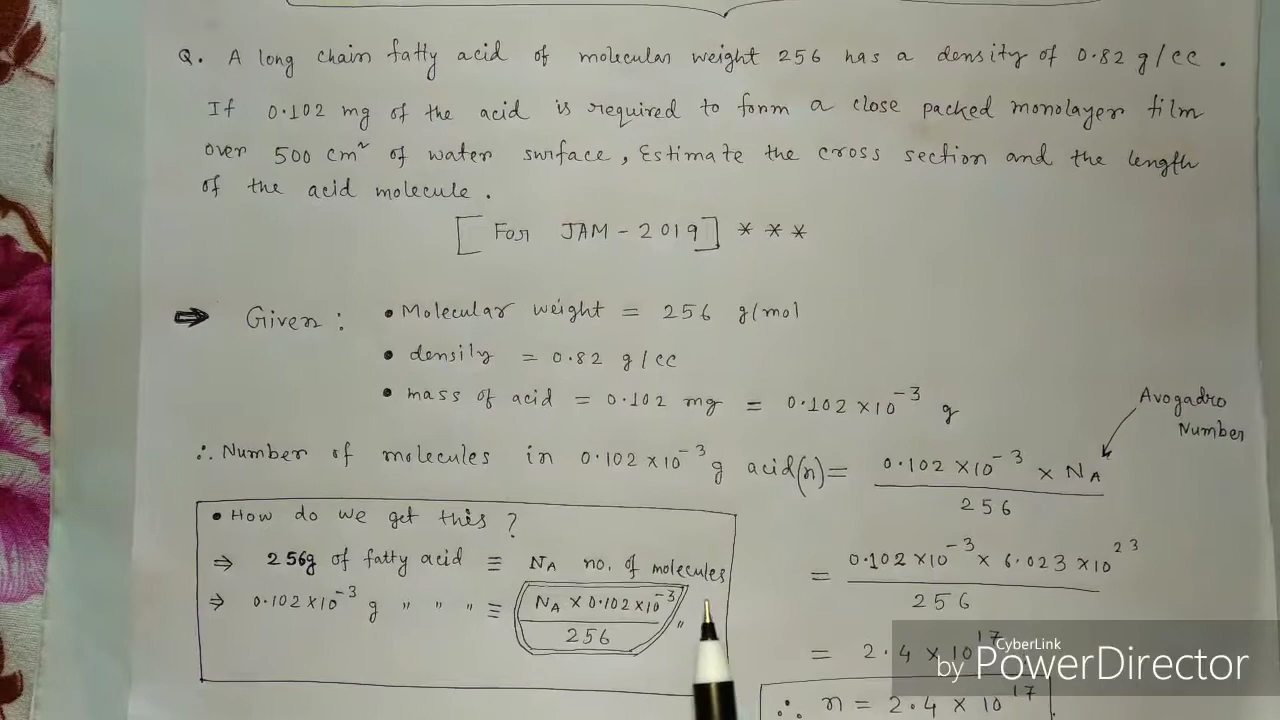 Q. A long chain fatty acid of molecular weight 256 has a density of 0.82 g/cc.
If 0.102 mg of the acid is required to form a close packed monolayer film
over 500 cm² of water surface, Estimate the cross section and the length
of the acid molecule.
[For JAM-2019] ***
⇒ Given: • Molecular weight = 256 g/mol
• density = 0.82 g/cc
• mass of acid = 0.102 mg = 0.102×10⁻³ g
Avogadro
Number
∴ Number of molecules in 0.102×10⁻³ g acid(n) = 0.102×10⁻³ × N_A / 256
• How do we get this?
⇒ 256g of fatty acid ≡ N_A no. of molecules
⇒ 0.102×10⁻³ g " " " ≡ N_A × 0.102×10⁻³ / 256 "
= 0.102×10⁻³ × 6.023×10²³ / 256
= 2.4 × 10¹⁷
∴ n = 2.4 × 10¹⁷
CyberLink
by PowerDirector